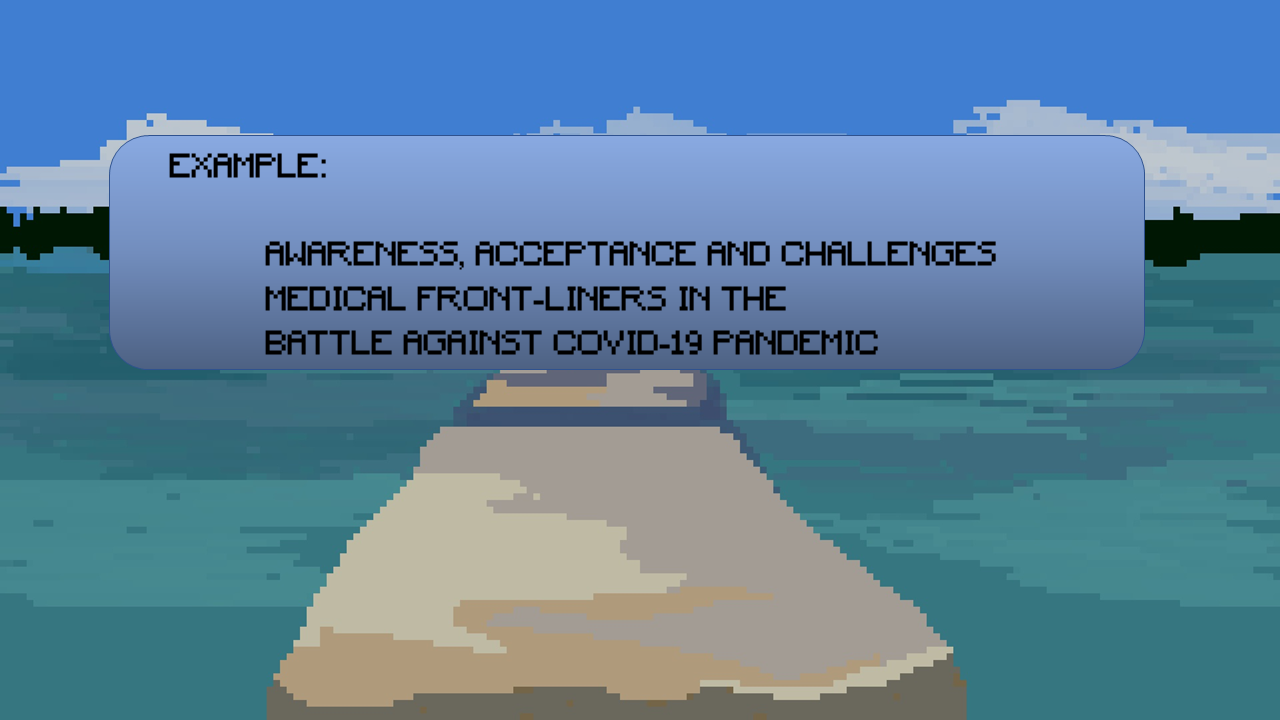 EXAMPLE:
AWARENESS, ACCEPTANCE AND CHALLENGES
MEDICAL FRONT-LINERS IN THE
BATTLE AGAINST COVID-19 PANDEMIC